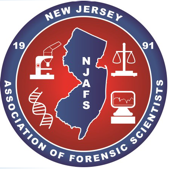 NEW JERSEY
19 91
NJAFS
ASSOCIATION OF FORENSIC SCIENTISTS